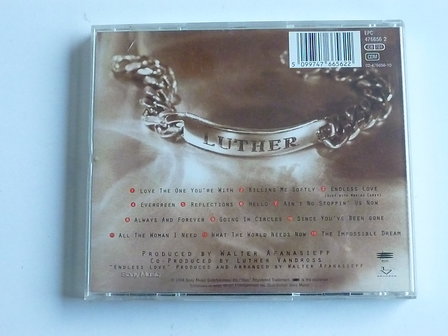 EPC
476656 2
5 099747 665622
02-476656-10
LUTHER
1 LOVE THE ONE YOU'RE WITH 2 KILLING ME SOFTLY 3 ENDLESS LOVE
(DUET WITH MARIAH CAREY)
4 EVERGREEN 5 REFLECTIONS 6 HELLO 7 AIN'T NO STOPPIN' US NOW
8 ALWAYS AND FOREVER 9 GOING IN CIRCLES 10 SINCE YOU'VE BEEN GONE
11 ALL THE WOMAN I NEED 12 WHAT THE WORLD NEEDS NOW 13 THE IMPOSSIBLE DREAM
PRODUCED BY WALTER AFANASIEFF
CO-PRODUCED BY LUTHER VANDROSS
"ENDLESS LOVE" PRODUCED AND ARRANGED BY WALTER AFANASIEFF